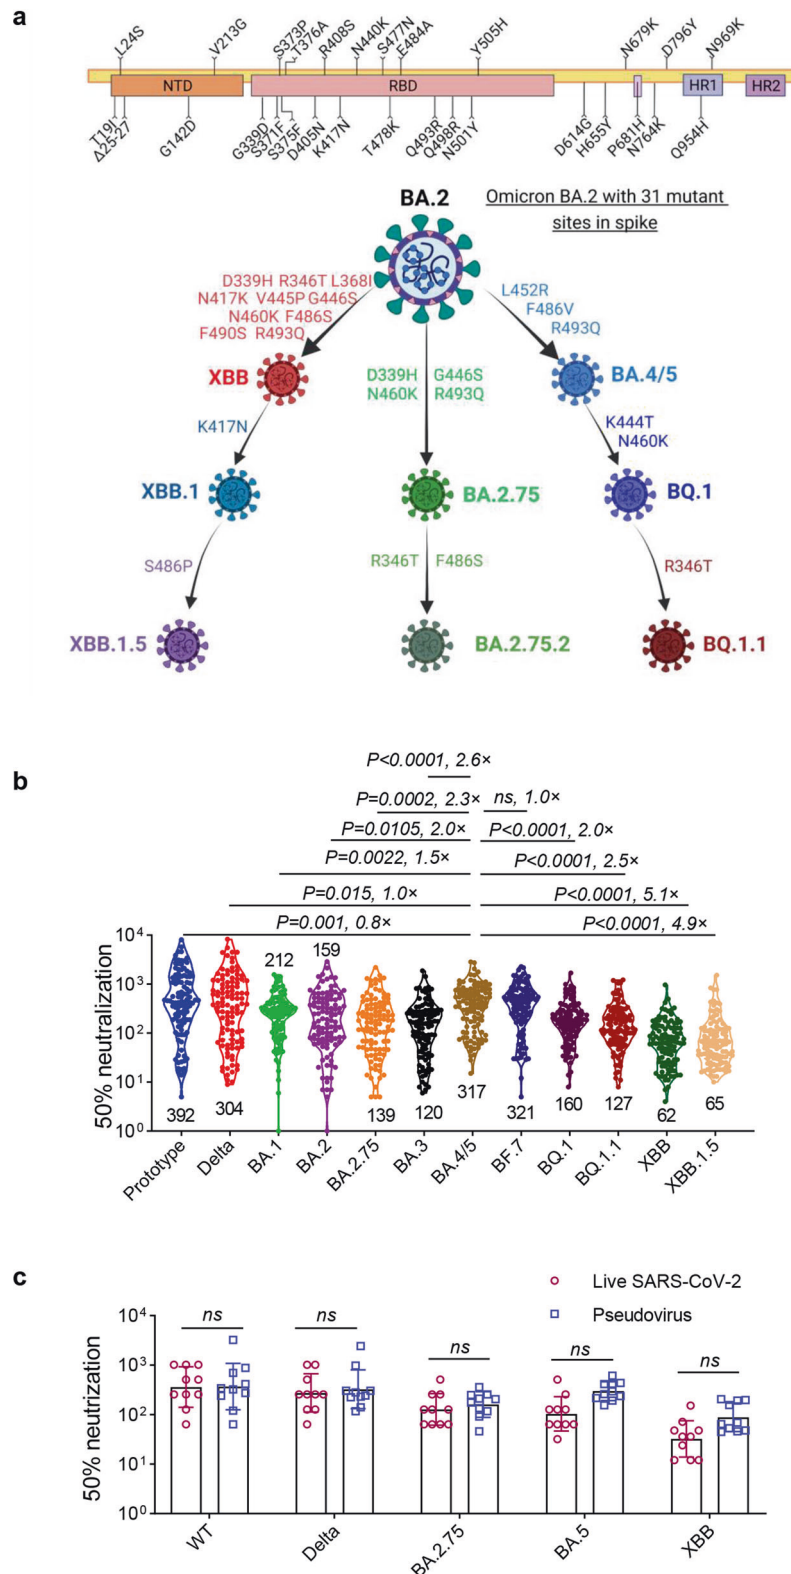 a
L24S V213G S373P T376A R408S N440K S477N E484A Y505H N679K D796Y N969K
NTD RBD HR1 HR2
T19I Δ25-27 G142D G339D S371F S375F D405N K417N T478K Q493R Q498R N501Y D614G H655Y P681H N764K Q954H
BA.2
Omicron BA.2 with 31 mutant
sites in spike
D339H R346T L368I
N417K V445P G446S
N460K F486S
F490S R493Q
L452R
F486V
R493Q
XBB
D339H G446S
N460K R493Q
BA.4/5
K417N
K444T
N460K
XBB.1
BA.2.75
BQ.1
S486P
R346T F486S
R346T
XBB.1.5
BA.2.75.2
BQ.1.1
b
P<0.0001, 2.6×
P=0.0002, 2.3×
ns, 1.0×
P=0.0105, 2.0×
P<0.0001, 2.0×
P=0.0022, 1.5×
P<0.0001, 2.5×
P=0.015, 1.0×
P<0.0001, 5.1×
P=0.001, 0.8×
P<0.0001, 4.9×
50% neutralization
10⁴
10³
10²
10¹
10⁰
392 304 212 159 139 120 317 321 160 127 62 65
Prototype Delta BA.1 BA.2 BA.2.75 BA.3 BA.4/5 BF.7 BQ.1 BQ.1.1 XBB XBB.1.5
c
Live SARS-CoV-2
Pseudovirus
50% neutrization
10⁴
10³
10²
10¹
10⁰
ns ns ns ns ns
WT Delta BA.2.75 BA.5 XBB